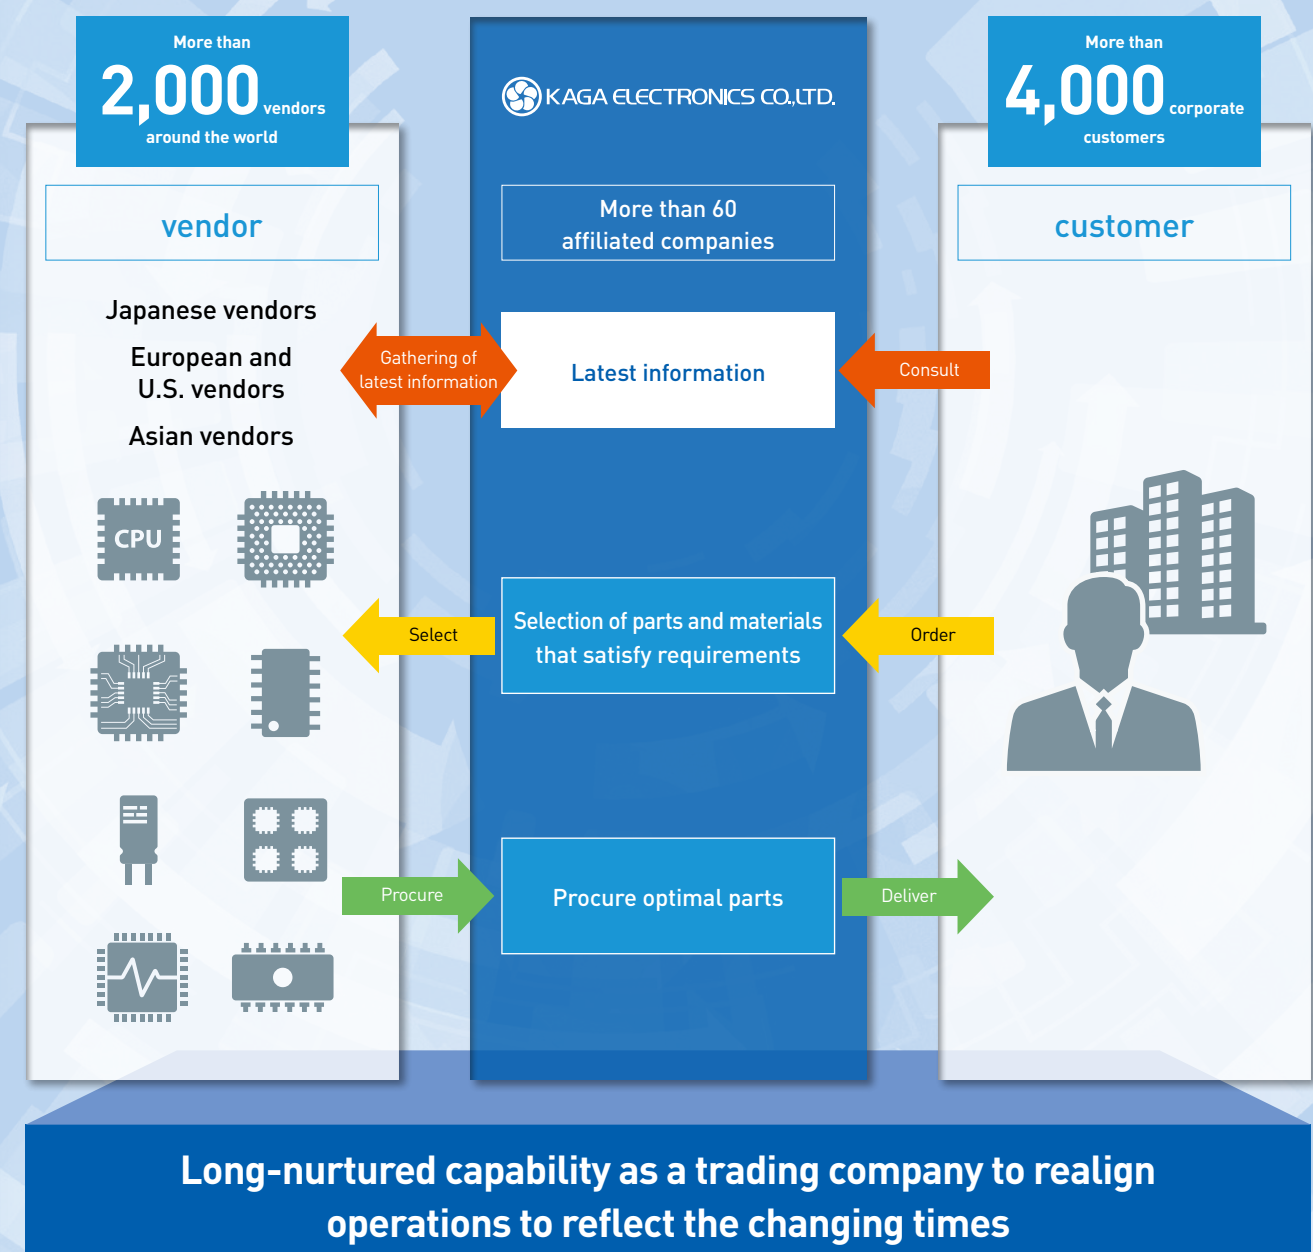 More than
2,000 vendors
around the world
vendor
Japanese vendors
European and
U.S. vendors
Asian vendors
CPU
KAGA ELECTRONICS CO.,LTD.
More than 60
affiliated companies
Gathering of
latest information
Latest information
Consult
Select
Selection of parts and materials
that satisfy requirements
Order
Procure
Procure optimal parts
Deliver
More than
4,000 corporate
customers
customer
Long-nurtured capability as a trading company to realign
operations to reflect the changing times